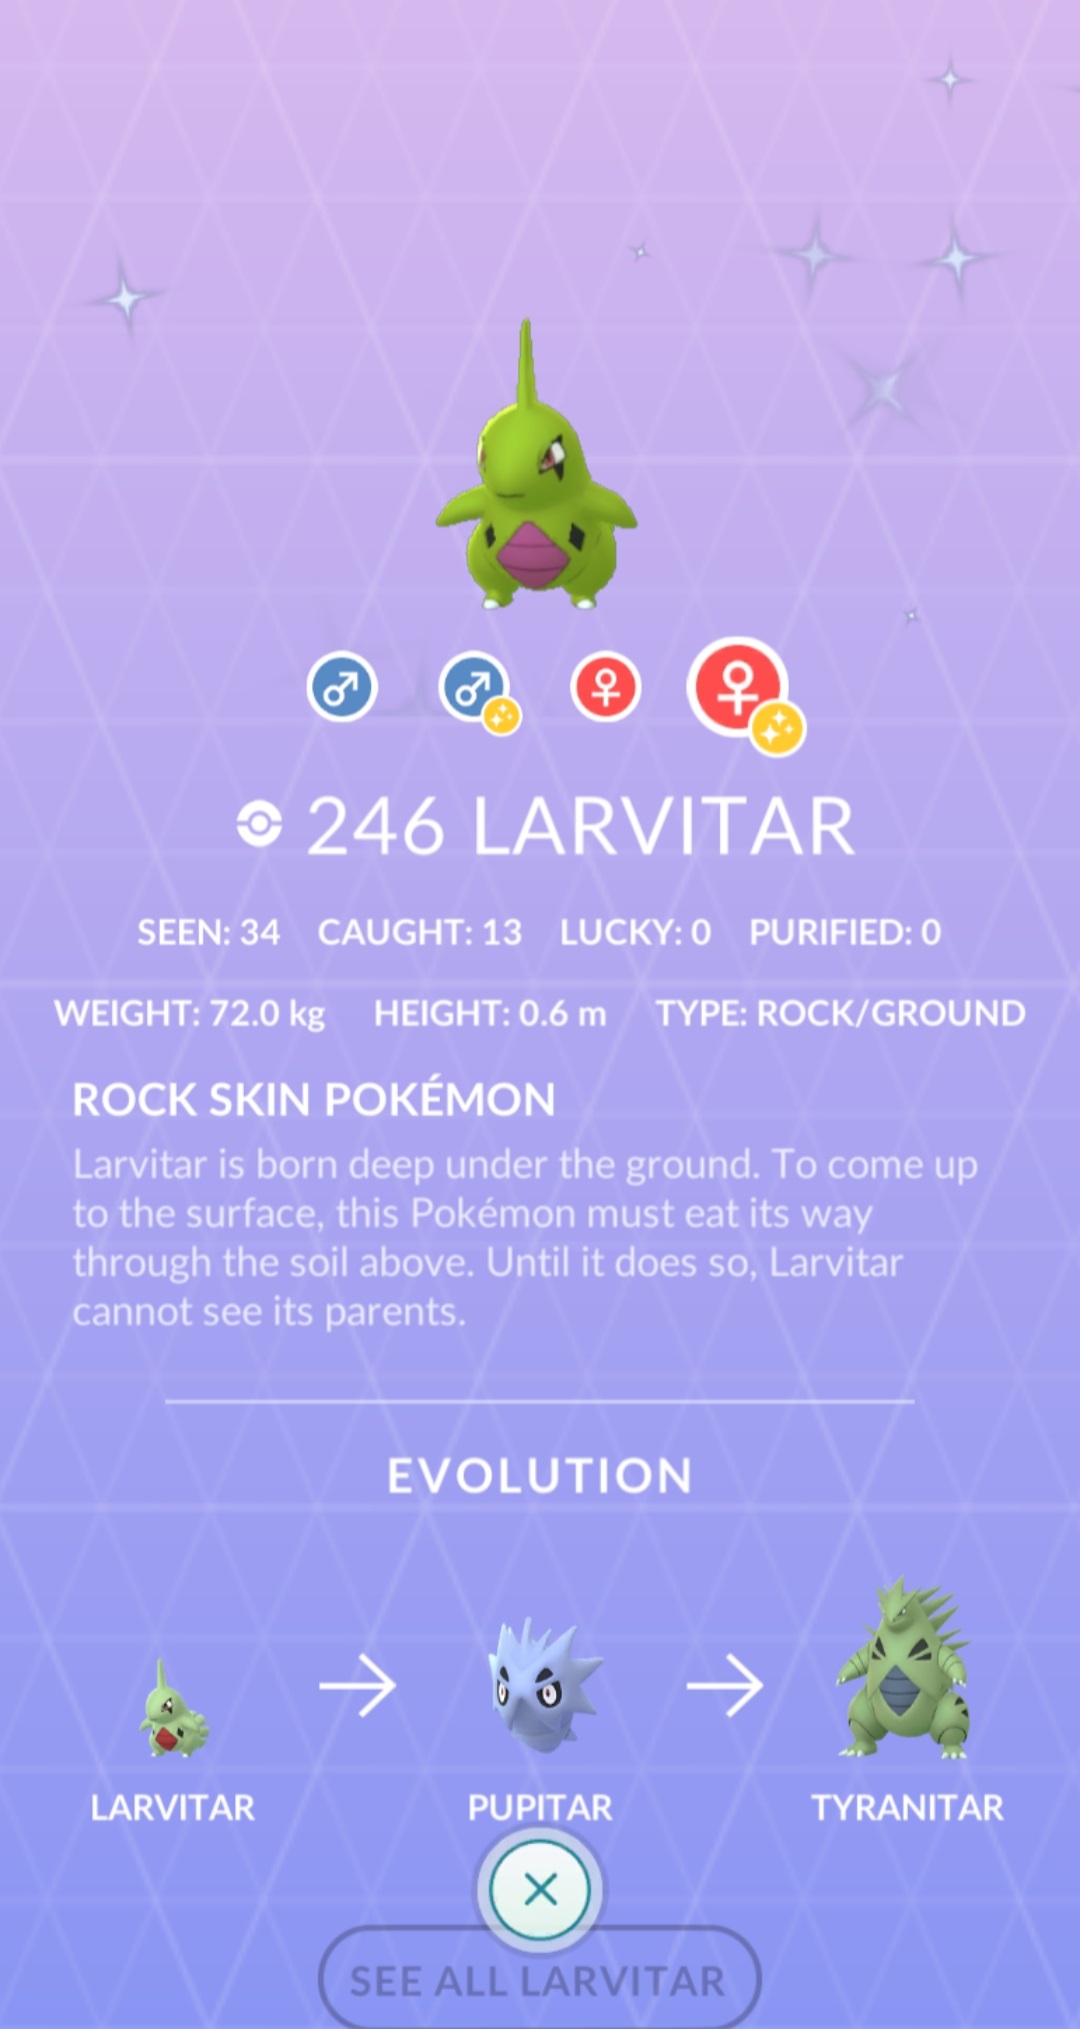 246 LARVITAR
SEEN: 34 CAUGHT: 13 LUCKY: 0 PURIFIED: 0
WEIGHT: 72.0 kg HEIGHT: 0.6 m TYPE: ROCK/GROUND
ROCK SKIN POKÉMON
Larvitar is born deep under the ground. To come up
to the surface, this Pokémon must eat its way
through the soil above. Until it does so, Larvitar
cannot see its parents.
EVOLUTION
LARVITAR PUPITAR TYRANITAR
SEE ALL LARVITAR